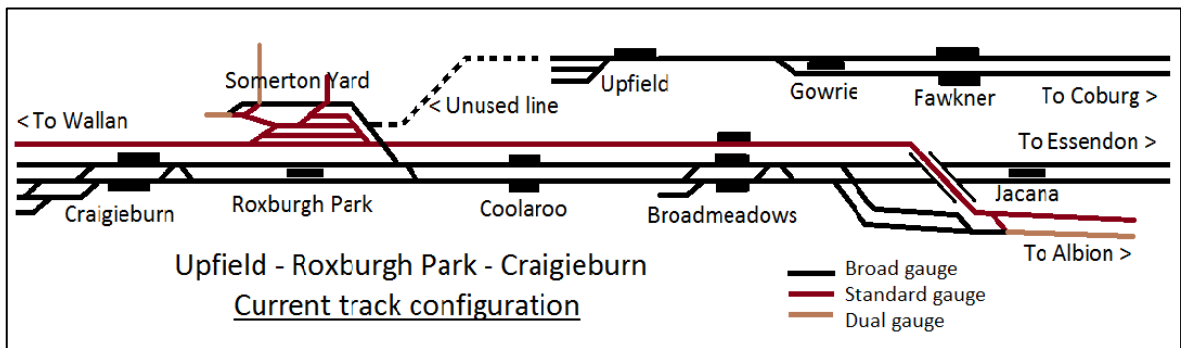 Somerton Yard
Upfield
Gowrie
Fawkner
< Unused line
To Coburg >
< To Wallan
To Essendon >
Craigieburn
Roxburgh Park
Coolaroo
Broadmeadows
Jacana
To Albion >
Upfield - Roxburgh Park - Craigieburn
Current track configuration
Broad gauge
Standard gauge
Dual gauge